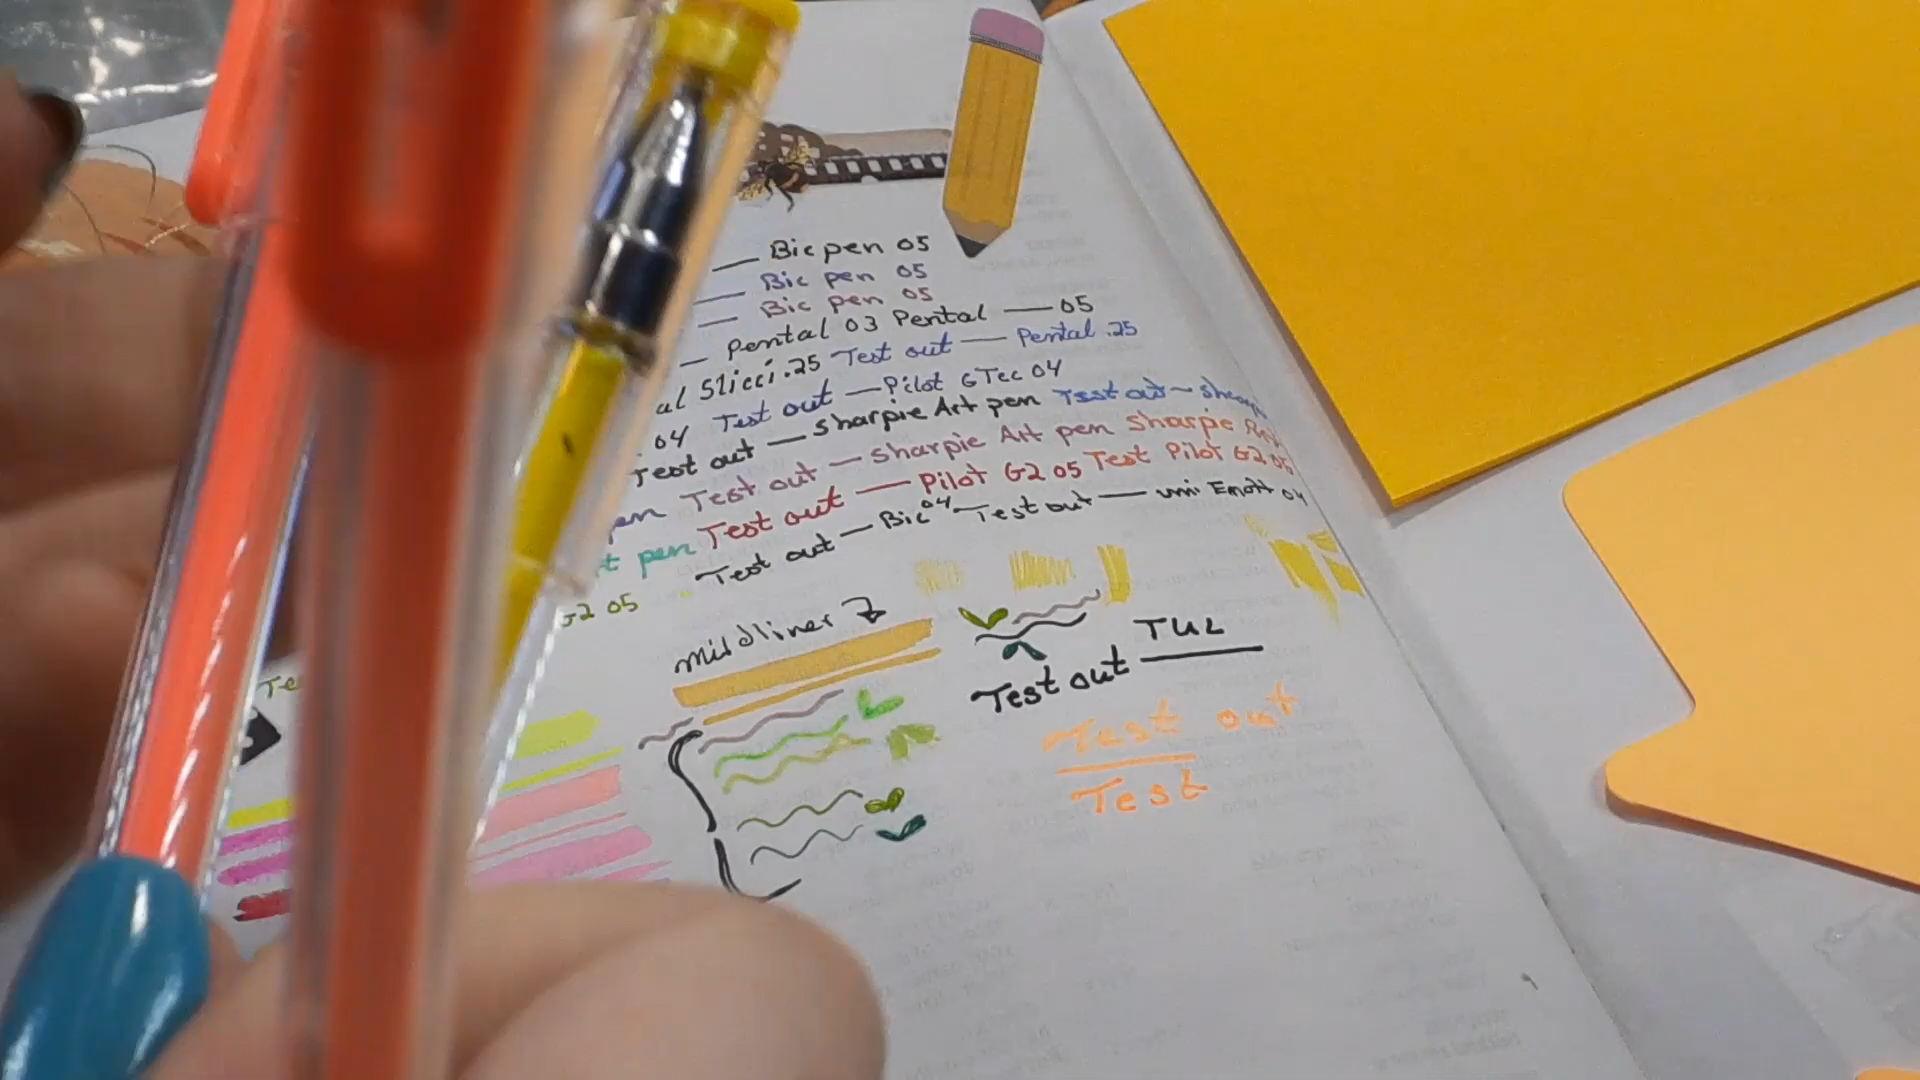 Bic pen 05
Bic pen 05
Bic pen 05
Pental 03 Pental — 05
al Slicci .25 Test out — Pental .25
04 Test out — Pilot GTec 04
Test out — Sharpie Art pen Test out ~
pen Test out — Sharpie Art pen Sharpie
t pen Test out — Pilot G2 05 Test Pilot G2 05
Test out — Bic 04 Test out — uni Emott 04
G2 05
mildliner
TUL
Test out
Test out
Test